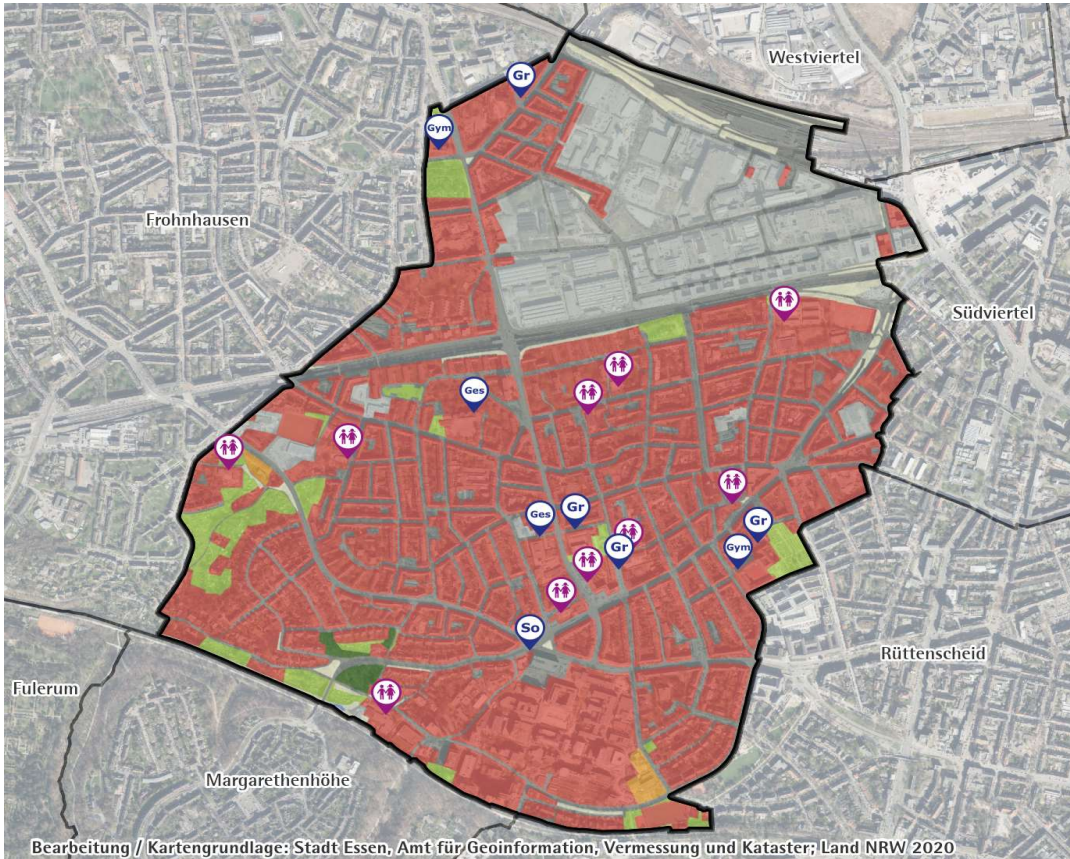 Westviertel
Gr
Gym
Frohnhausen
Südviertel
Ges
Ges
Gr
Gr
Gr
Gym
So
Rüttenscheid
Fulerum
Margarethenhöhe
Bearbeitung / Kartengrundlage: Stadt Essen, Amt für Geoinformation, Vermessung und Kataster; Land NRW 2020